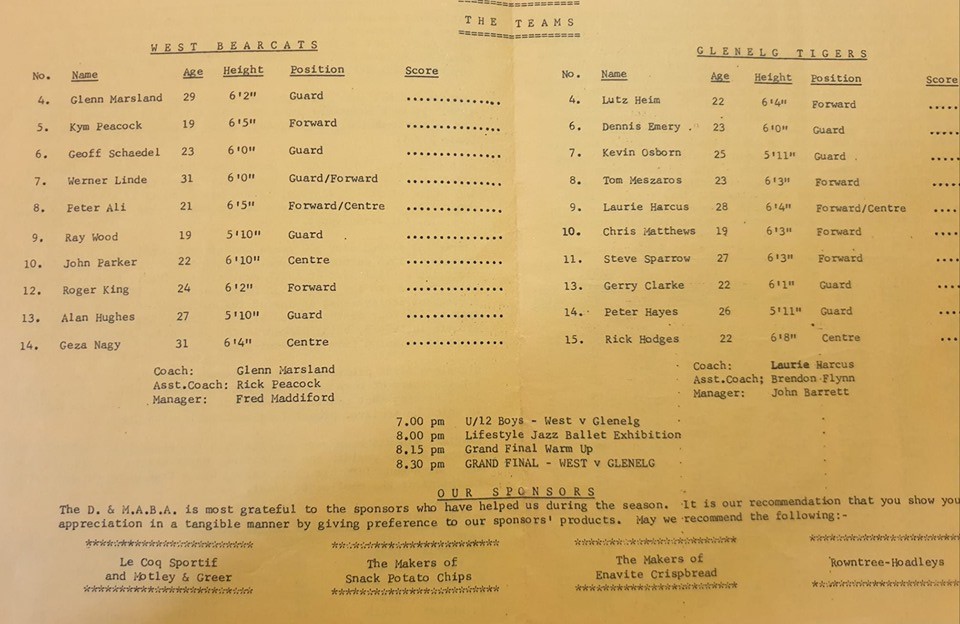 THE TEAMS
WEST BEARCATS
No. Name Age Height Position Score
4. Glenn Marsland 29 6'2" Guard ..............
5. Kym Peacock 19 6'5" Forward ..............
6. Geoff Schaedel 23 6'0" Guard ..............
7. Werner Linde 31 6'0" Guard/Forward ..............
8. Peter Ali 21 6'5" Forward/Centre ..............
9. Ray Wood 19 5'10" Guard ..............
10. John Parker 22 6'10" Centre ..............
12. Roger King 24 6'2" Forward ..............
13. Alan Hughes 27 5'10" Guard ..............
14. Geza Nagy 31 6'4" Centre ..............
Coach: Glenn Marsland
Asst.Coach: Rick Peacock
Manager: Fred Maddiford
GLENELG TIGERS
No. Name Age Height Position Score
4. Lutz Heim 22 6'4" Forward .....
6. Dennis Emery 23 6'0" Guard .....
7. Kevin Osborn 25 5'11" Guard ....
8. Tom Meszaros 23 6'3" Forward ....
9. Laurie Harcus 28 6'4" Forward/Centre ....
10. Chris Matthews 19 6'3" Forward ....
11. Steve Sparrow 27 6'3" Forward ....
13. Gerry Clarke 22 6'1" Guard ....
14. Peter Hayes 26 5'11" Guard ....
15. Rick Hodges 22 6'8" Centre ...
Coach: Laurie Harcus
Asst.Coach; Brendon Flynn
Manager: John Barrett
7.00 pm U/12 Boys - West v Glenelg
8.00 pm Lifestyle Jazz Ballet Exhibition
8.15 pm Grand Final Warm Up
8.30 pm GRAND FINAL - WEST v GLENELG
OUR SPONSORS
The D. & M.A.B.A. is most grateful to the sponsors who have helped us during the season. It is our recommendation that you show you
appreciation in a tangible manner by giving preference to our sponsors' products. May we recommend the following:-
Le Coq Sportif
and Motley & Greer
The Makers of
Snack Potato Chips
The Makers of
Enavite Crispbread
Rowntree-Hoadleys